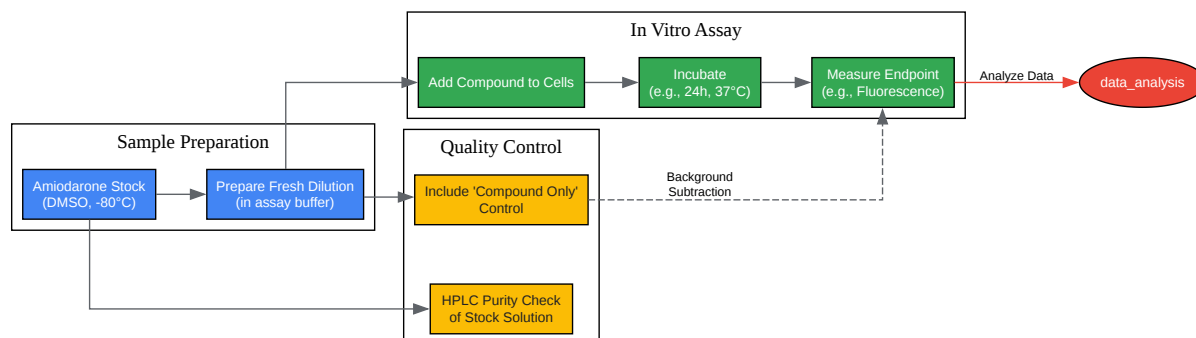 In Vitro Assay
Add Compound to Cells
Incubate
(e.g., 24h, 37°C)
Measure Endpoint
(e.g., Fluorescence)
Analyze Data
data_analysis
Sample Preparation
Amiodarone Stock
(DMSO, -80°C)
Prepare Fresh Dilution
(in assay buffer)
Quality Control
Include 'Compound Only'
Control
Background
Subtraction
HPLC Purity Check
of Stock Solution